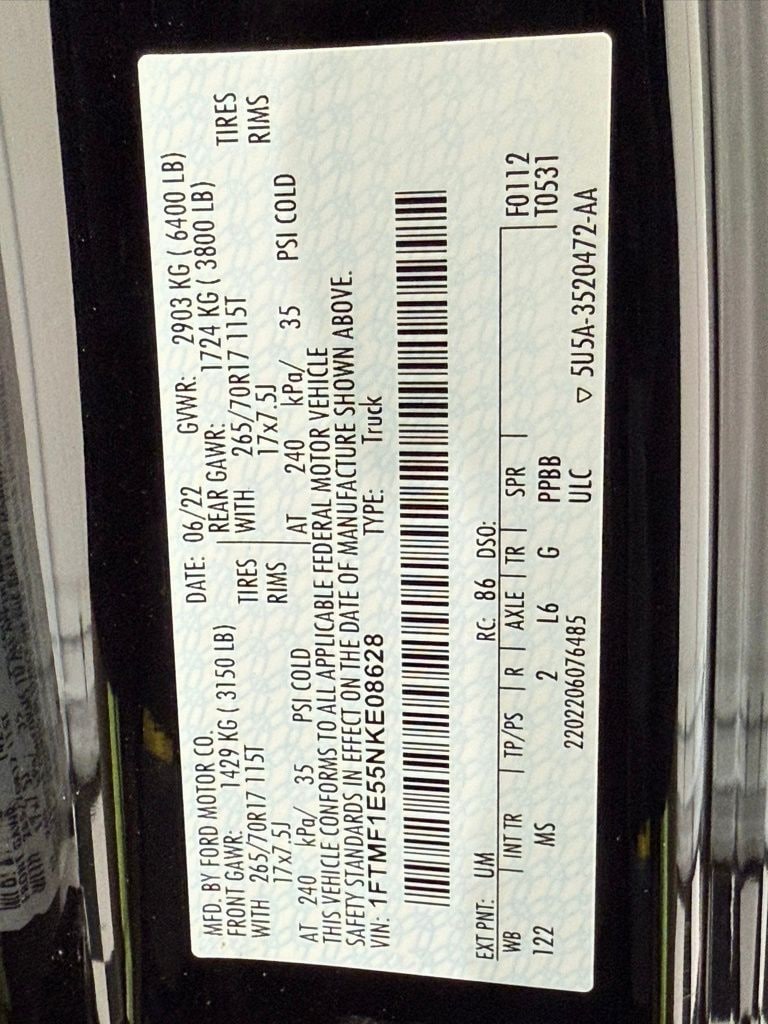 MFD. BY FORD MOTOR CO. DATE: 06/22 GVWR: 2903 KG ( 6400 LB)
FRONT GAWR: 1429 KG ( 3150 LB) REAR GAWR: 1724 KG ( 3800 LB)
WITH 265/70R17 115T TIRES WITH 265/70R17 115T TIRES
17x7.5J RIMS 17x7.5J RIMS
AT 240 kPa/ 35 PSI COLD AT 240 kPa/ 35 PSI COLD
THIS VEHICLE CONFORMS TO ALL APPLICABLE FEDERAL MOTOR VEHICLE
SAFETY STANDARDS IN EFFECT ON THE DATE OF MANUFACTURE SHOWN ABOVE.
VIN: 1FTMF1E55NKE08628 TYPE: Truck
EXT PNT: UM RC: 86 DSO:
WB INT TR TP/PS R AXLE TR SPR F0112
122 MS 2 L6 G PPBB T0531
2202206076485 ULC
▽ 5U5A-3520472-AA